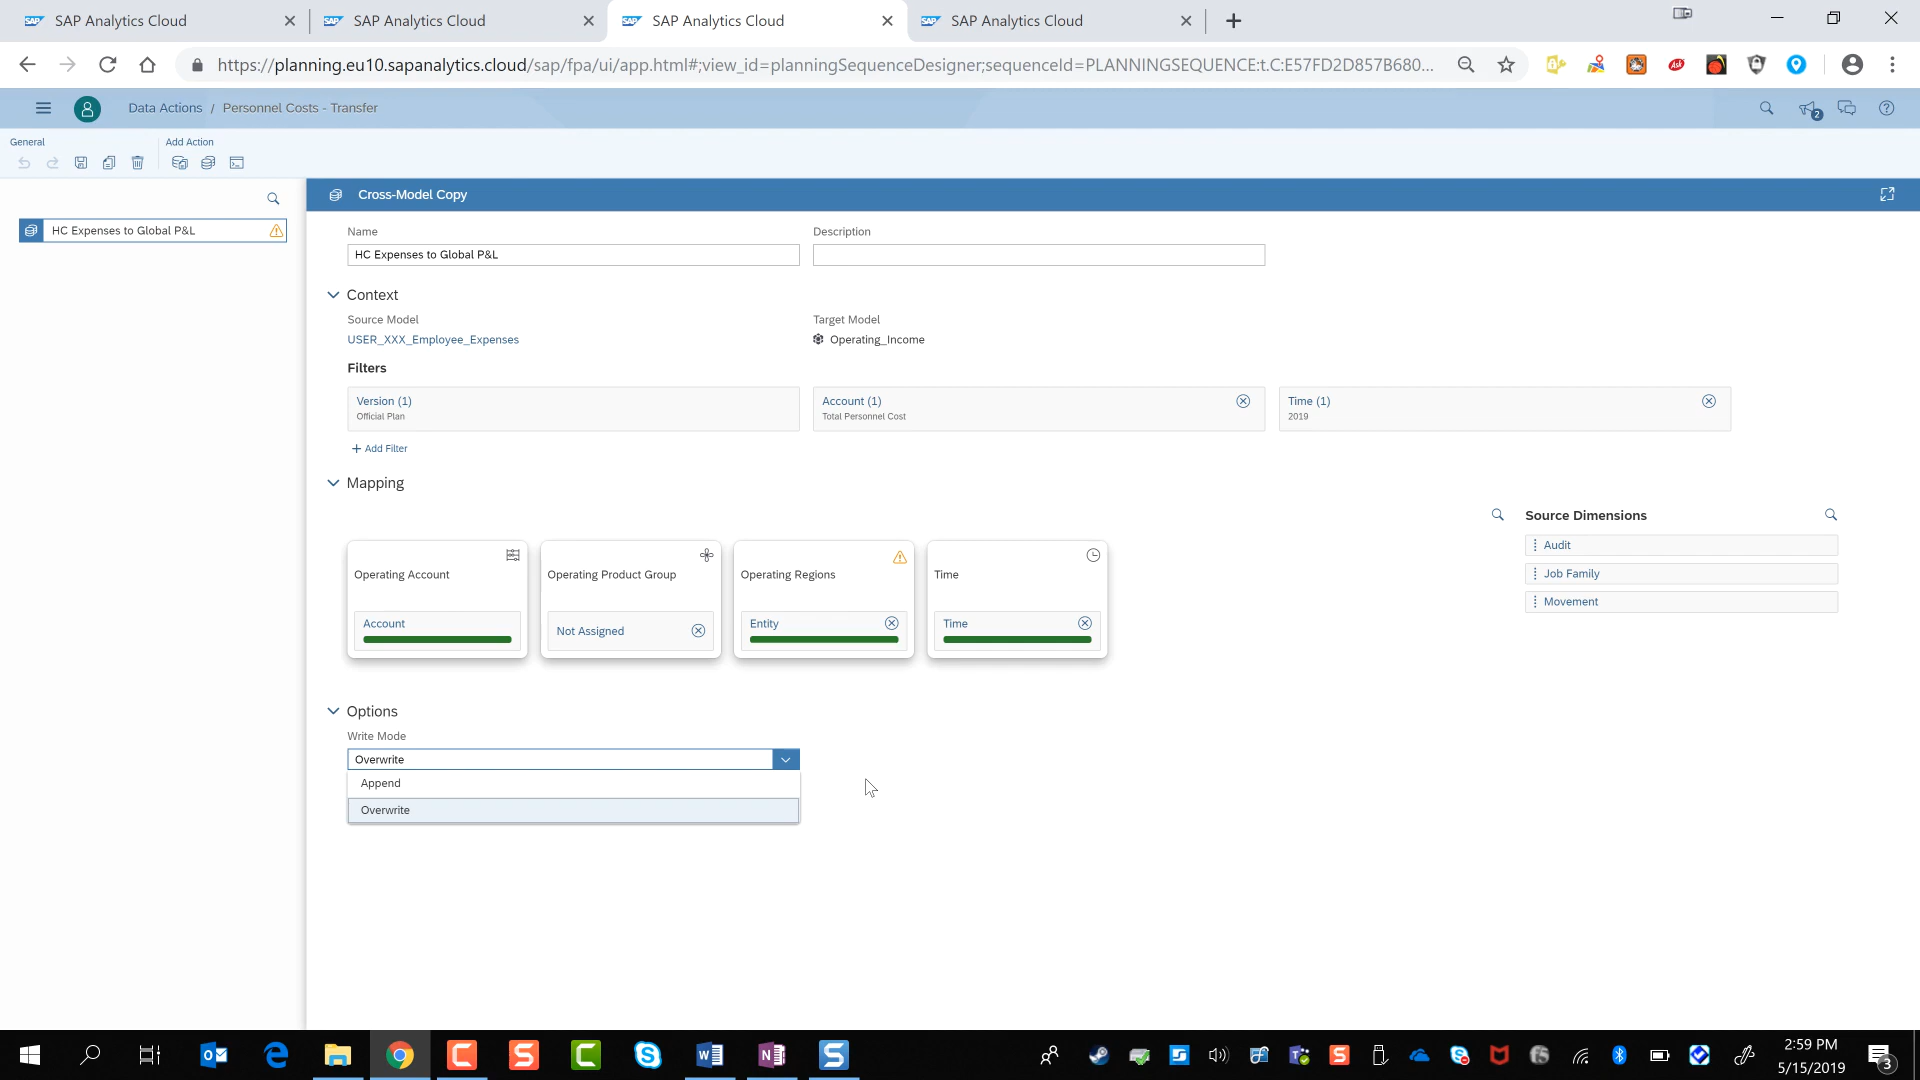 SAP Analytics Cloud
SAP Analytics Cloud
SAP Analytics Cloud
SAP Analytics Cloud
https://planning.eu10.sapanalytics.cloud/sap/fpa/ui/app.html#;view_id=planningSequenceDesigner;sequenceId=PLANNINGSEQUENCE:t.C:E57FD2D857B680...
Data Actions / Personnel Costs - Transfer
2
General
Add Action
Cross-Model Copy
HC Expenses to Global P&L
Name
Description
HC Expenses to Global P&L
Context
Source Model
Target Model
USER_XXX_Employee_Expenses
Operating_Income
Filters
Version (1)
Official Plan
Account (1)
Total Personnel Cost
Time (1)
2019
+ Add Filter
Mapping
Source Dimensions
Audit
Job Family
Movement
Operating Account
Account
Operating Product Group
Not Assigned
Operating Regions
Entity
Time
Time
Options
Write Mode
Overwrite
Append
Overwrite
2:59 PM
5/15/2019
3